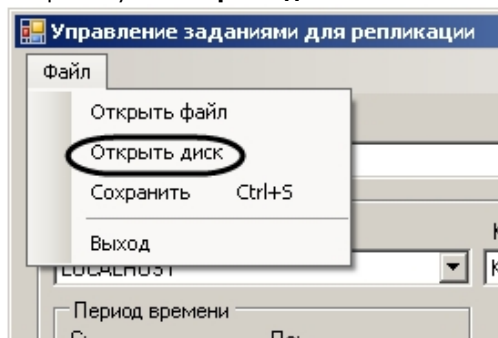 Управление заданиями для репликации
Файл
Открыть файл
Открыть диск
Сохранить Ctrl+S
Выход
LOCALHOST
Период времени